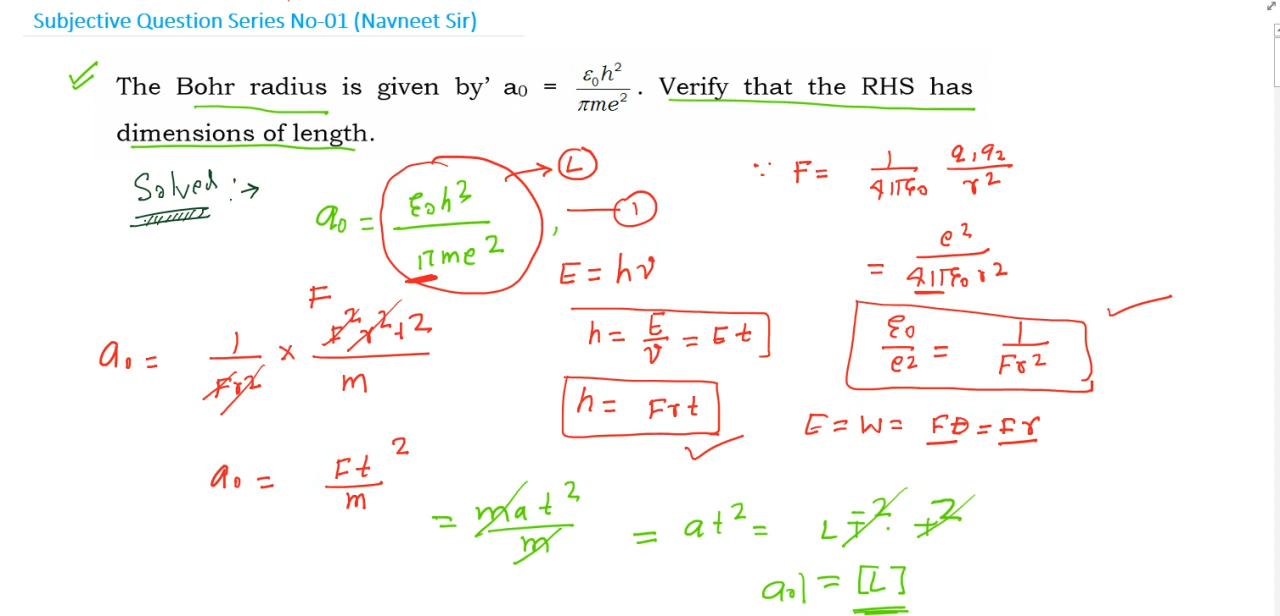 Subjective Question Series No-01 (Navneet Sir)
The Bohr radius is given by' a₀ = ε₀h²/πme² . Verify that the RHS has
dimensions of length.
Solved :→
a₀ = ε₀h²/πme² , — ①
→ Ⓛ
∵ F = 1/4πε₀ q₁q₂/r²
= e²/4πε₀r²
E = hν
h = E/ν = Et
h = Frt
ε₀/e² = 1/Fr²
E = W = FD = Fr
a₀ = 1/Fr² × F²r²t²/m
F
a₀ = Ft²/m
= mat²/m = at² = LT⁻².T²
a₀| = [L]